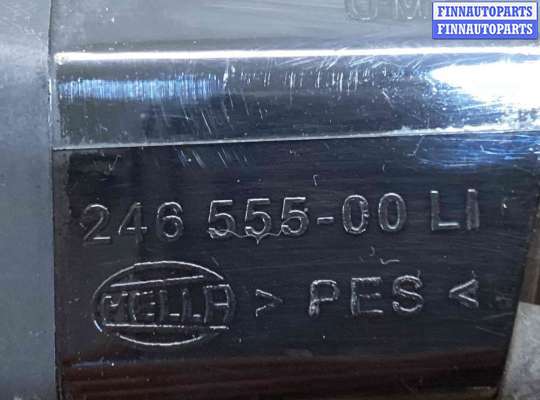 FINNAUTOPARTS
FINNAUTOPARTS
246 555-00 LI
HELLA > PES <